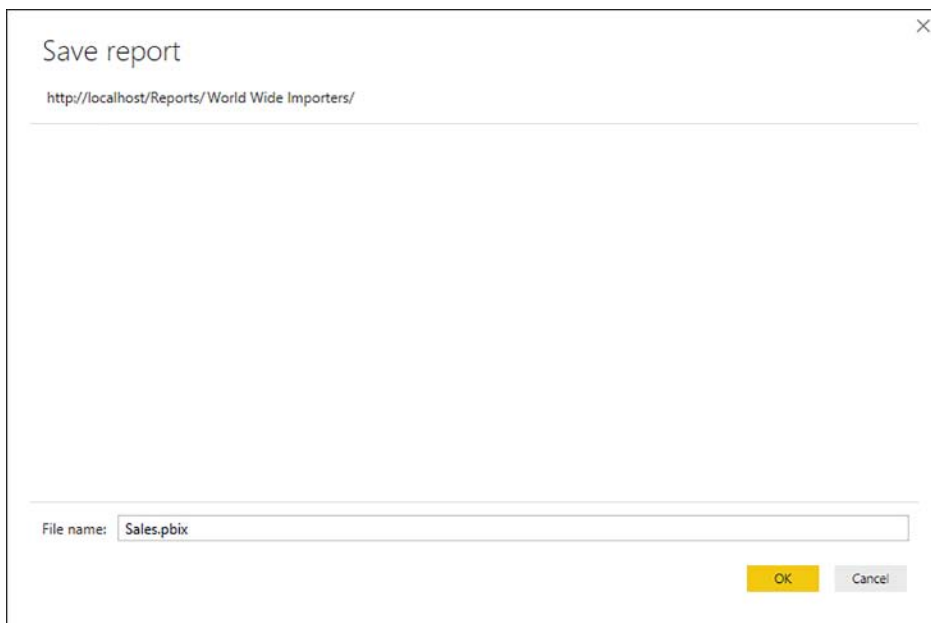 Save report
http://localhost/Reports/World Wide Importers/
File name: Sales.pbix
OK Cancel